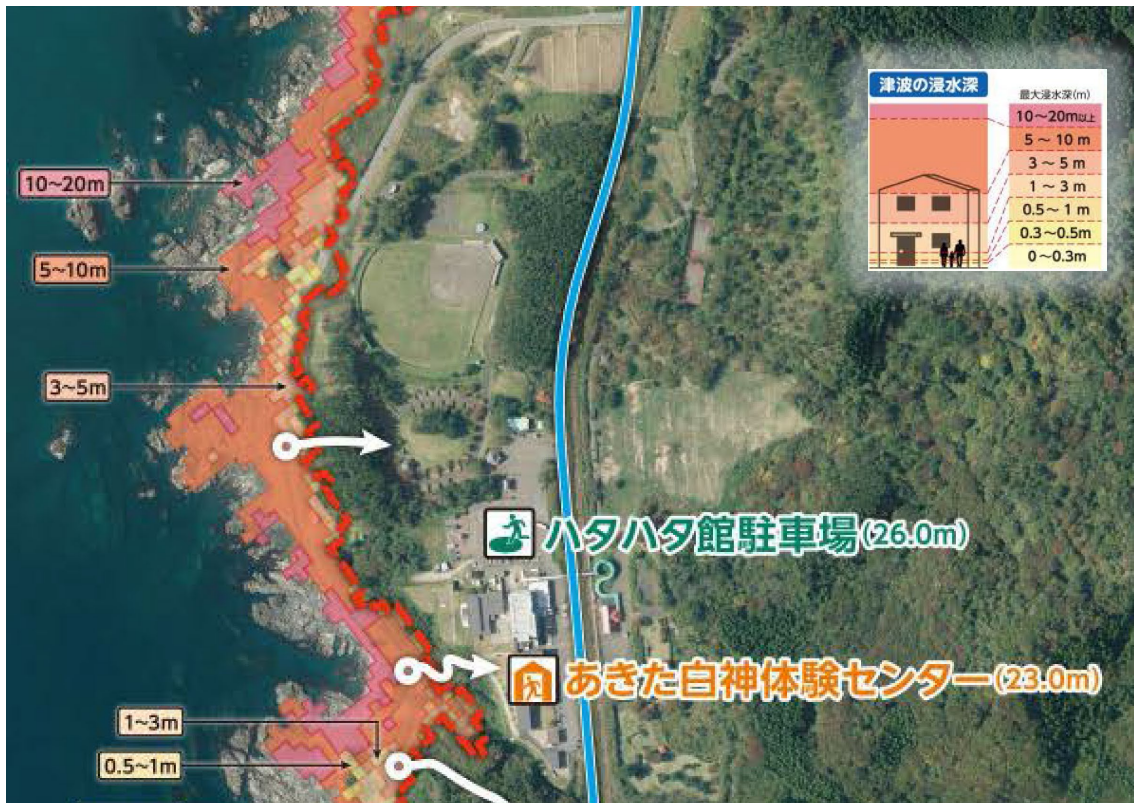 津波の浸水深
最大浸水深(m)
10～20m以上
5～10 m
3～5 m
1～3 m
0.5～1 m
0.3～0.5m
0～0.3m
10～20m
5～10m
3～5m
ハタハタ館駐車場(26.0m)
あきた白神体験センター(23.0m)
1～3m
0.5～1m